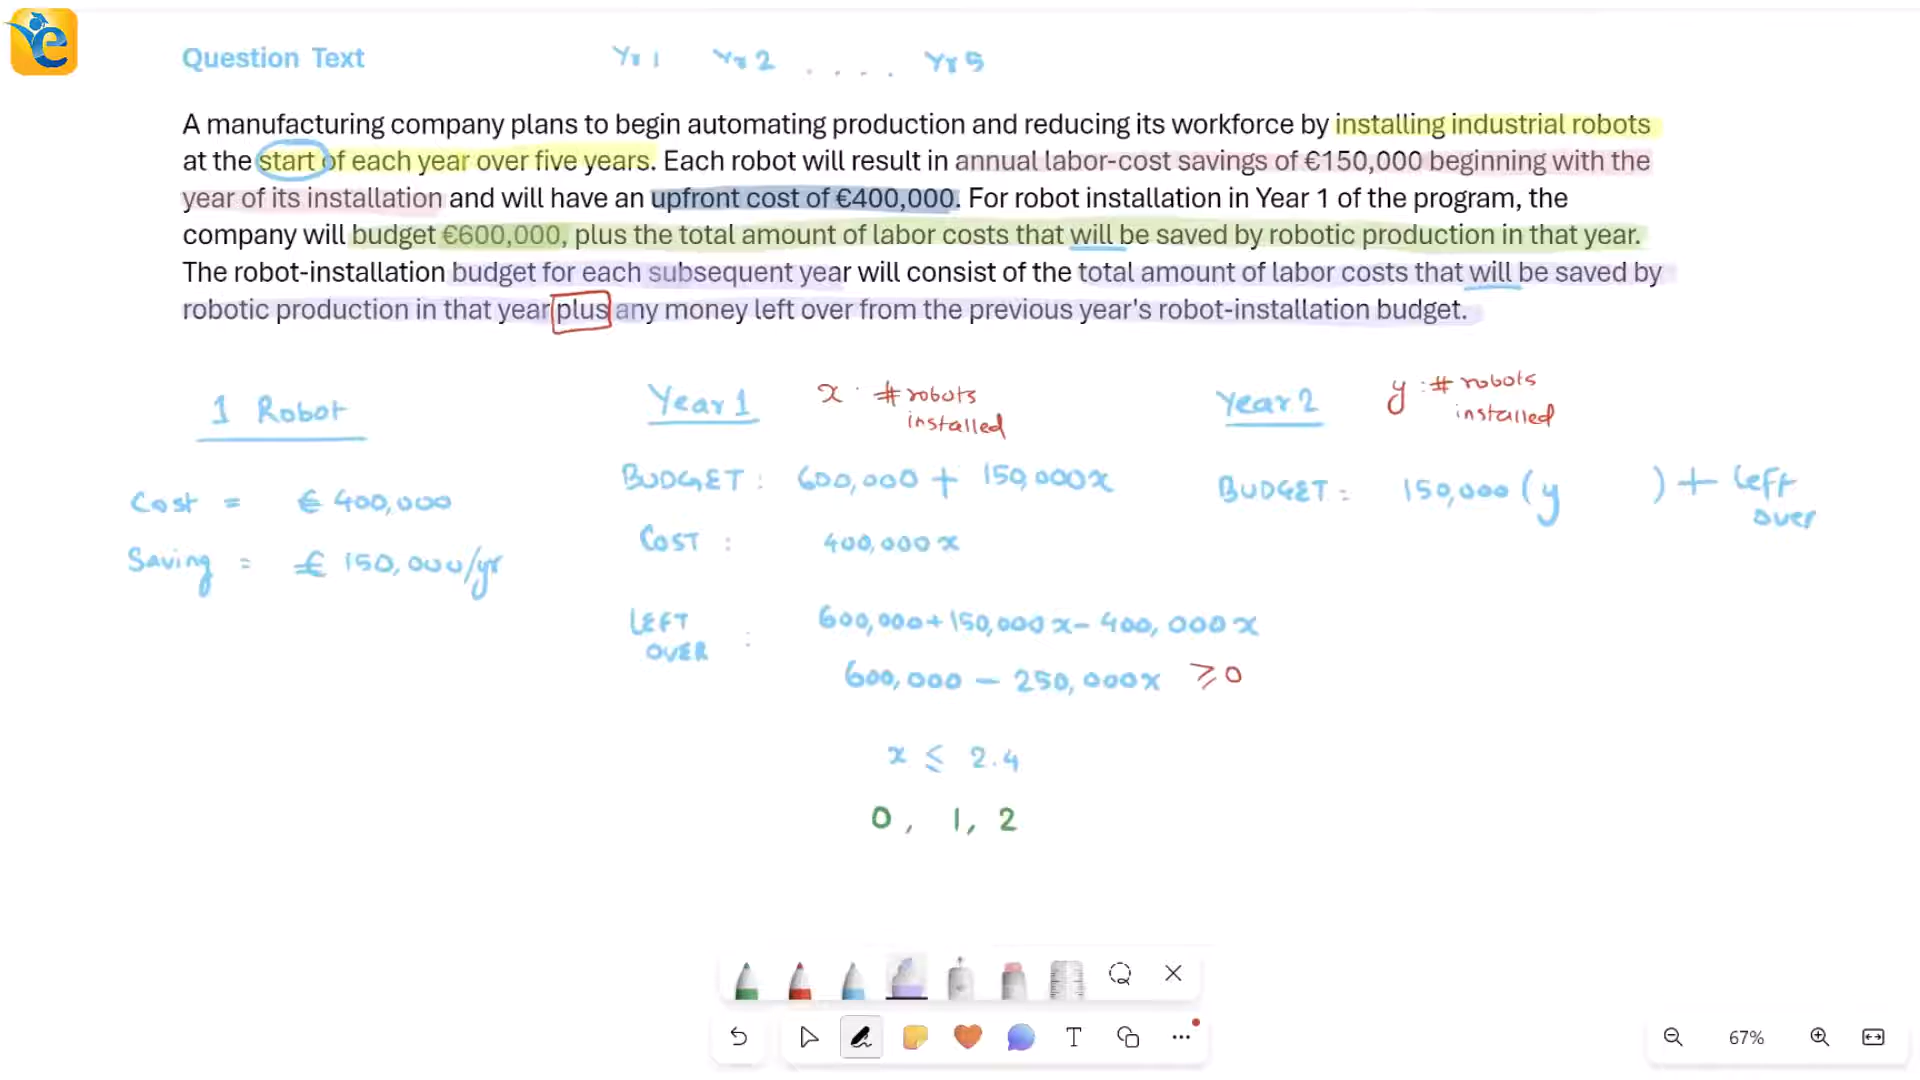 Question Text
Yr 1 Yr 2 . . . . Yr 5
A manufacturing company plans to begin automating production and reducing its workforce by installing industrial robots
at the start of each year over five years. Each robot will result in annual labor-cost savings of €150,000 beginning with the
year of its installation and will have an upfront cost of €400,000. For robot installation in Year 1 of the program, the
company will budget €600,000, plus the total amount of labor costs that will be saved by robotic production in that year.
The robot-installation budget for each subsequent year will consist of the total amount of labor costs that will be saved by
robotic production in that year plus any money left over from the previous year's robot-installation budget.
1 Robot
Cost = € 400,000
Saving = € 150,000/yr
Year 1
x : # robots
installed
BUDGET : 600,000 + 150,000x
COST : 400,000x
LEFT
OVER : 600,000+150,000x - 400,000x
600,000 - 250,000x ≥0
x ≤ 2.4
0, 1, 2
Year 2
y : # robots
installed
BUDGET : 150,000 (y ) + Left
over
T
67%